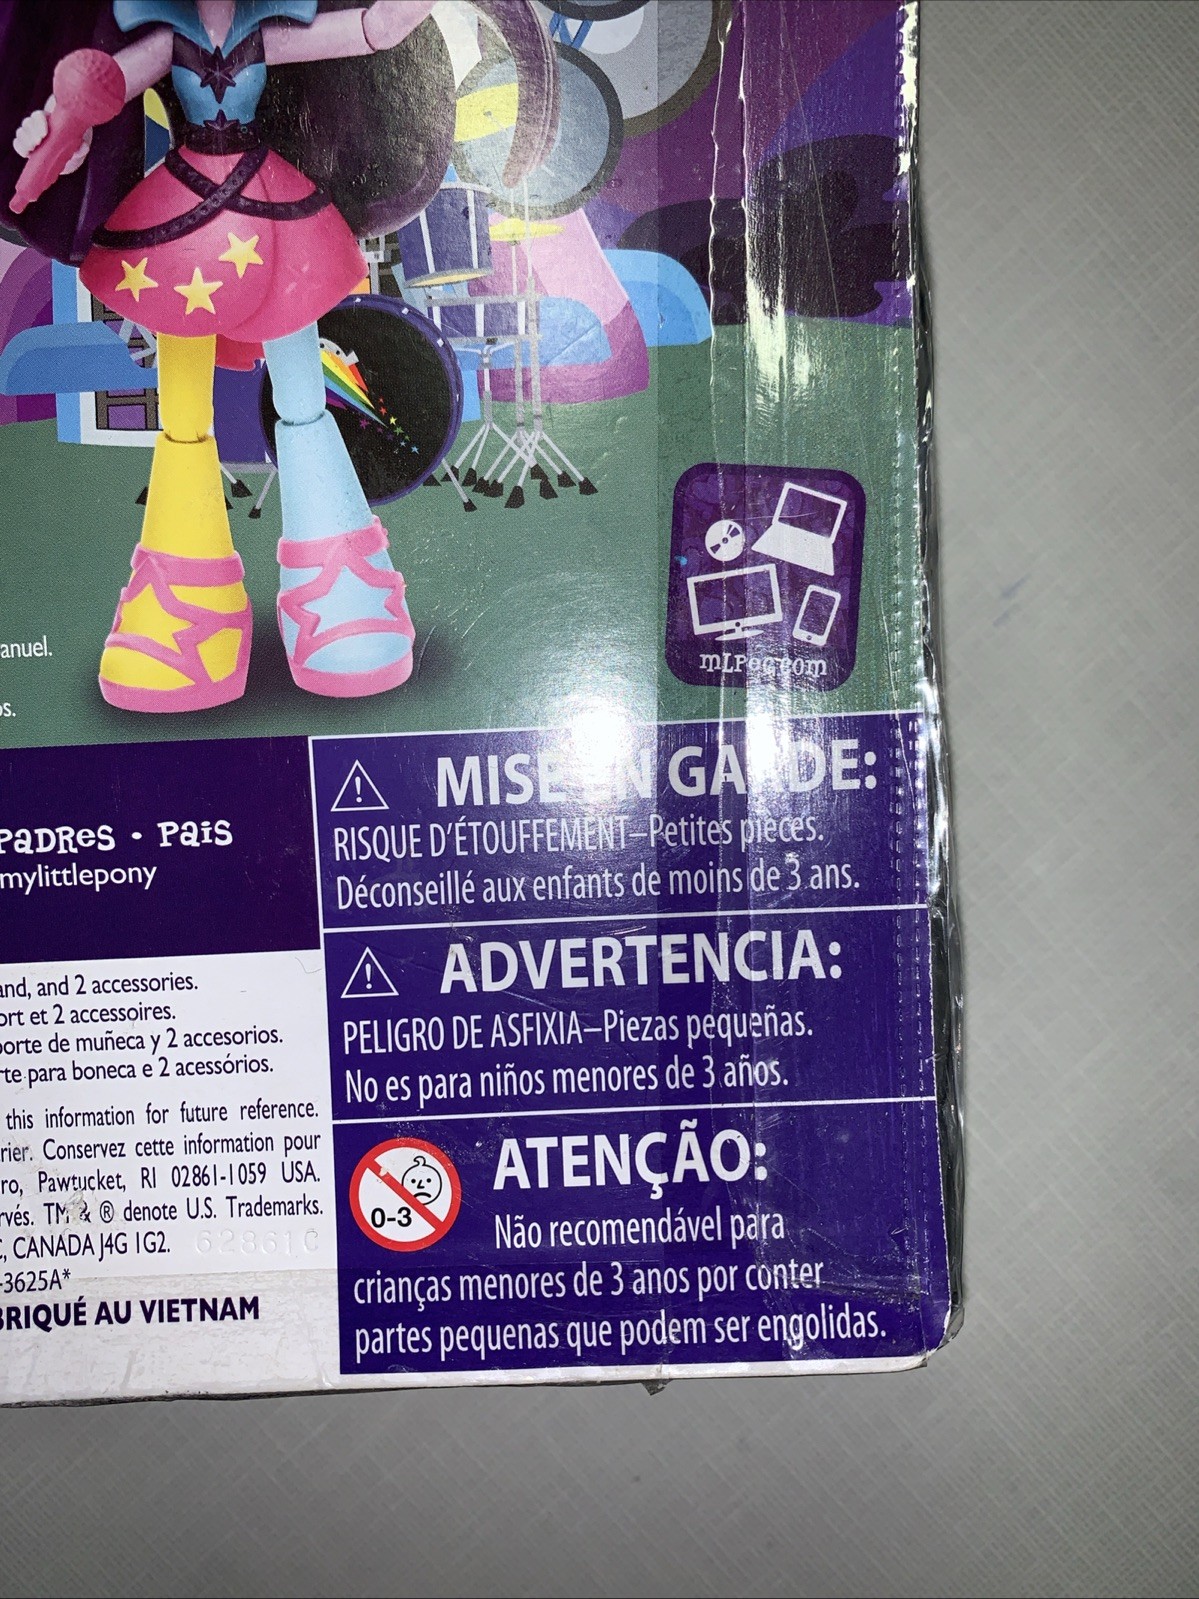 anuel.
os.
mLPeg.com
PaDRes · Pais
mylittlepony
and, and 2 accessories.
ort et 2 accessoires.
porte de muñeca y 2 accesorios.
rte para boneca e 2 acessórios.
this information for future reference.
rier. Conservez cette information pour
ro, Pawtucket, RI 02861-1059 USA.
rvés. TM & ® denote U.S. Trademarks.
C, CANADA J4G 1G2. 62861C
-3625A*
BRIQUÉ AU VIETNAM
MISE EN GARDE:
RISQUE D'ÉTOUFFEMENT–Petites pièces.
Déconseillé aux enfants de moins de 3 ans.
ADVERTENCIA:
PELIGRO DE ASFIXIA–Piezas pequeñas.
No es para niños menores de 3 años.
0-3
ATENÇÃO:
Não recomendável para
crianças menores de 3 anos por conter
partes pequenas que podem ser engolidas.